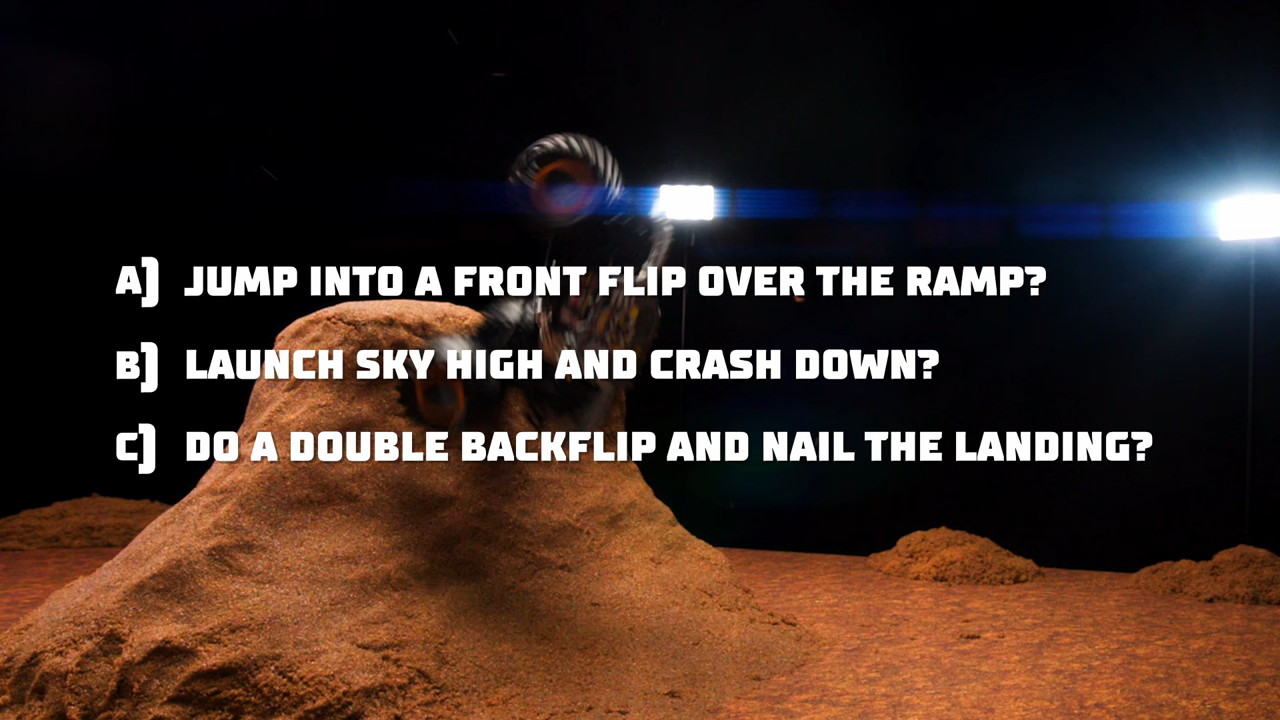 A) JUMP INTO A FRONT FLIP OVER THE RAMP?
B) LAUNCH SKY HIGH AND CRASH DOWN?
C) DO A DOUBLE BACKFLIP AND NAIL THE LANDING?